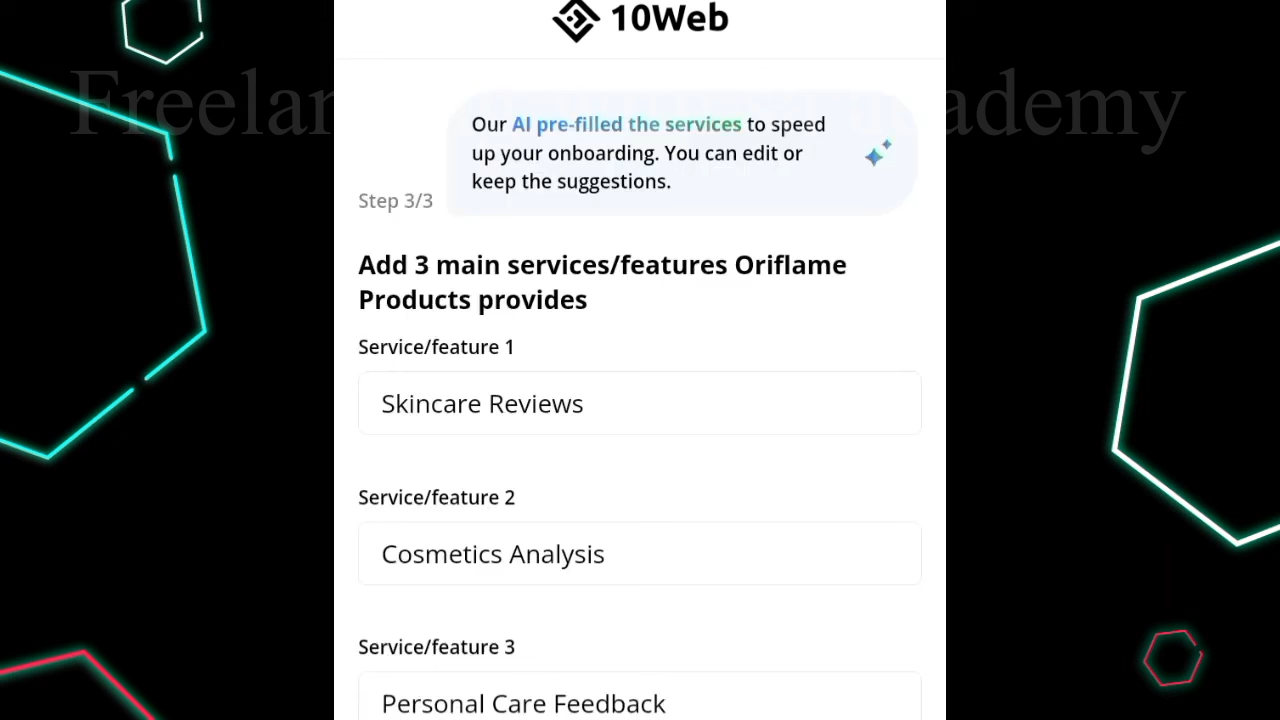 10Web
Our AI pre-filled the services to speed
up your onboarding. You can edit or
keep the suggestions.
Step 3/3
Add 3 main services/features Oriflame
Products provides
Service/feature 1
Skincare Reviews
Service/feature 2
Cosmetics Analysis
Service/feature 3
Personal Care Feedback